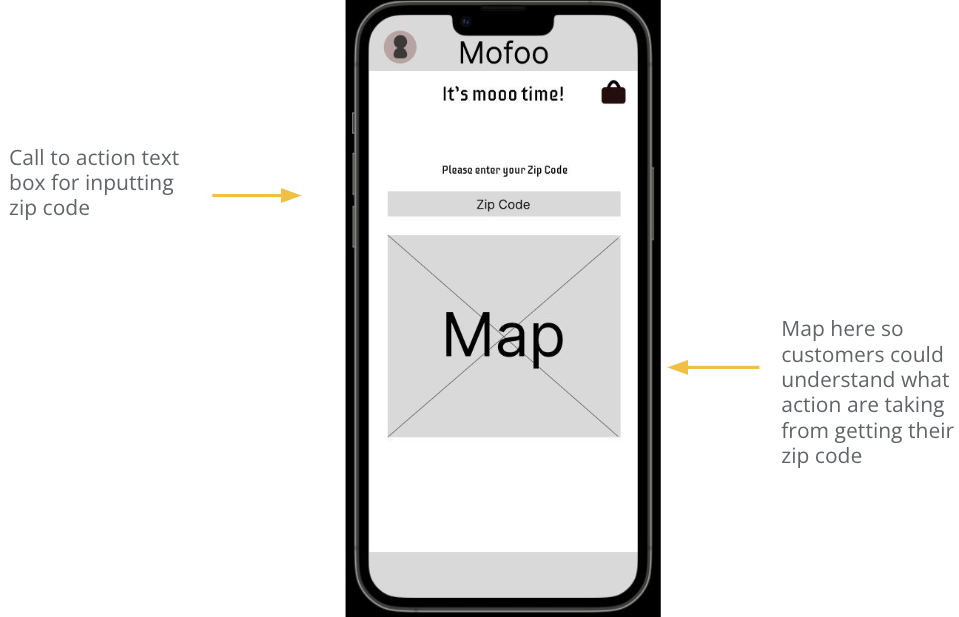 Mofoo
It's mooo time!
Please enter your Zip Code
Zip Code
Map
Call to action text
box for inputting
zip code
Map here so
customers could
understand what
action are taking
from getting their
zip code